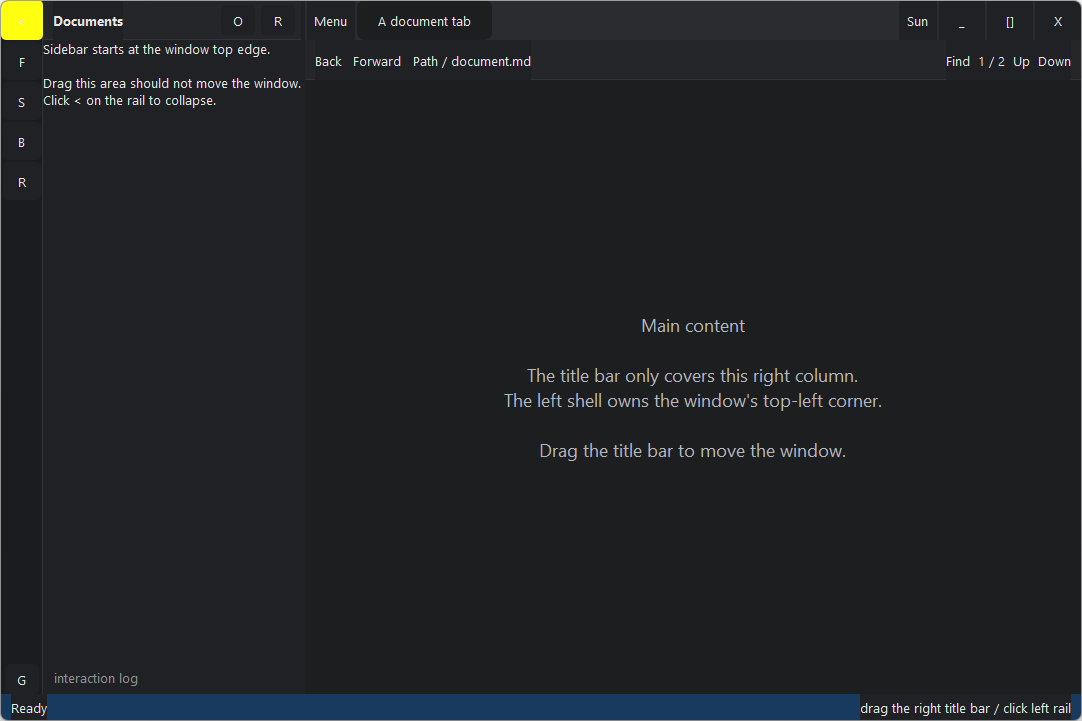 Documents O R Menu A document tab Sun _ [] X
F
S
B
R
Sidebar starts at the window top edge.
Drag this area should not move the window.
Click < on the rail to collapse.
Back Forward Path / document.md Find 1 / 2 Up Down
Main content
The title bar only covers this right column.
The left shell owns the window's top-left corner.
Drag the title bar to move the window.
G
interaction log
Ready drag the right title bar / click left rail